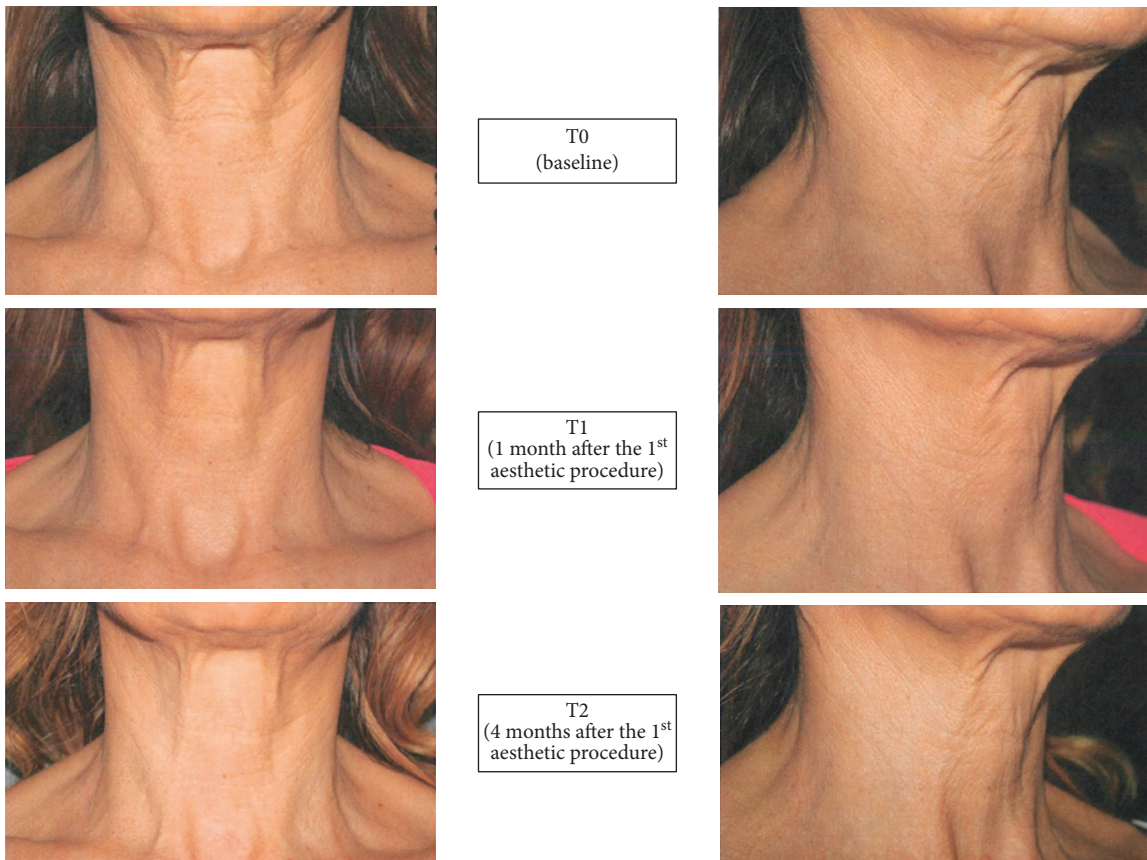 T0
(baseline)
T1
(1 month after the 1st
aesthetic procedure)
T2
(4 months after the 1st
aesthetic procedure)